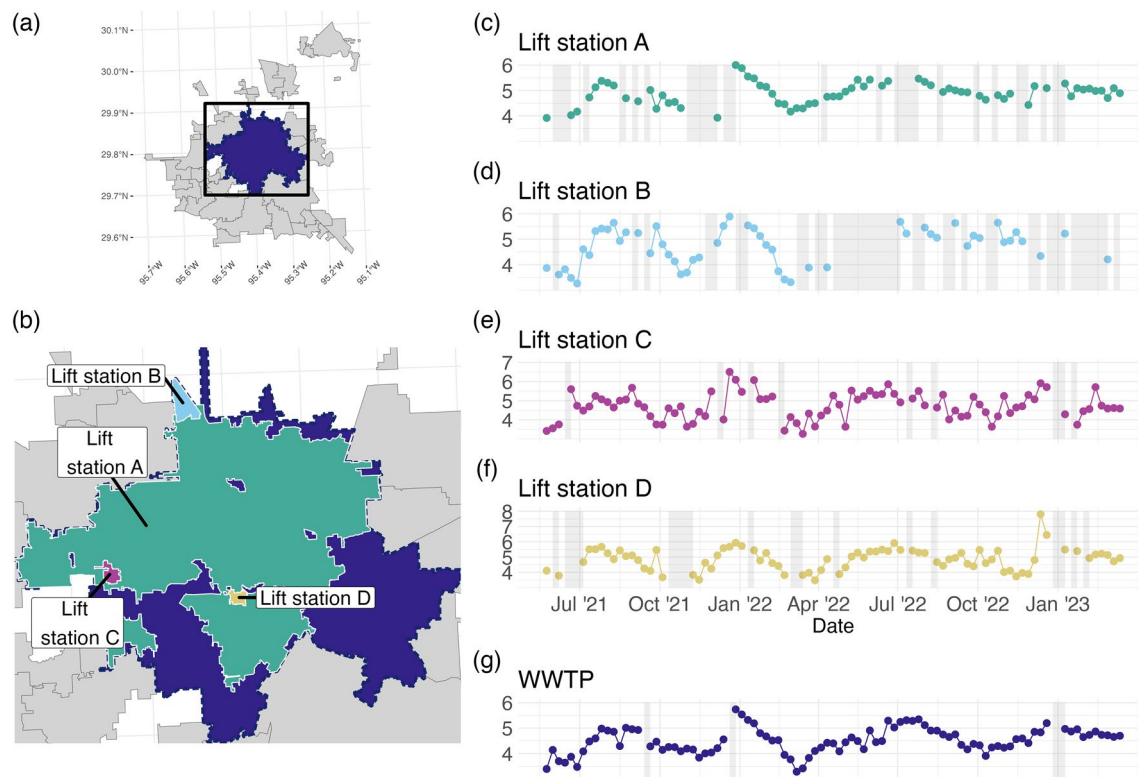 (a)
30.1°N
30.0°N
29.9°N
29.8°N
29.7°N
29.6°N
95.7°W
95.6°W
95.5°W
95.4°W
95.3°W
95.2°W
95.1°W
(b)
Lift station B
Lift
station A
Lift station D
Lift
station C
(c)
Lift station A
6
5
4
(d)
Lift station B
6
5
4
(e)
Lift station C
7
6
5
4
(f)
Lift station D
8
7
6
5
4
Jul '21 Oct '21 Jan '22 Apr '22 Jul '22 Oct '22 Jan '23
Date
(g)
WWTP
6
5
4